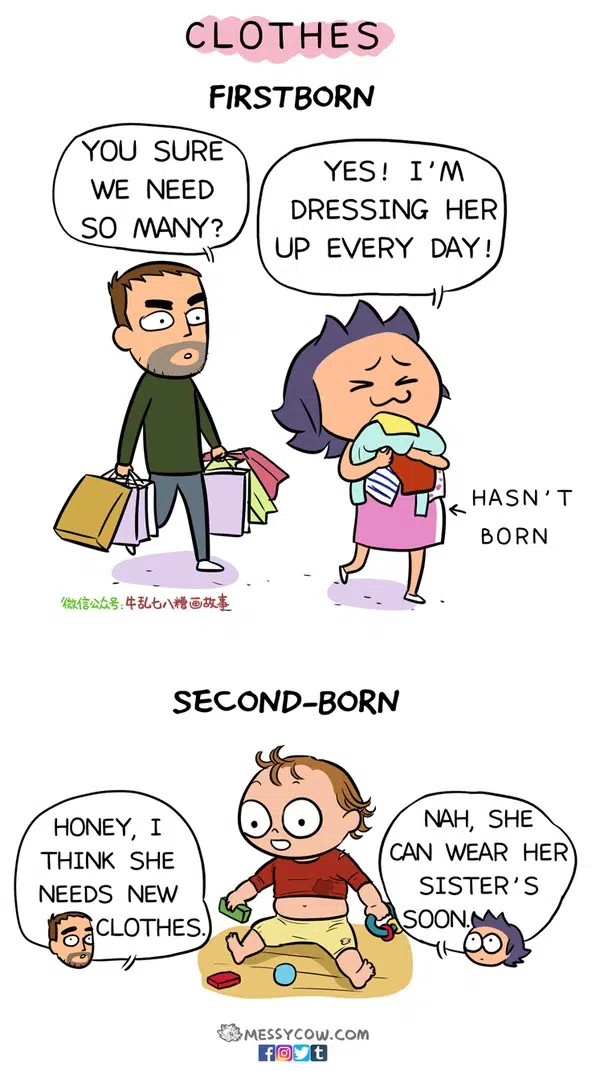 CLOTHES
FIRSTBORN
YOU SURE
WE NEED
SO MANY?
YES! I'M
DRESSING HER
UP EVERY DAY!
HASN'T
BORN
微信公众号:牛乱七八糟画故事
SECOND-BORN
HONEY, I
THINK SHE
NEEDS NEW
CLOTHES.
NAH, SHE
CAN WEAR HER
SISTER'S
SOON.
MESSYCOW.COM